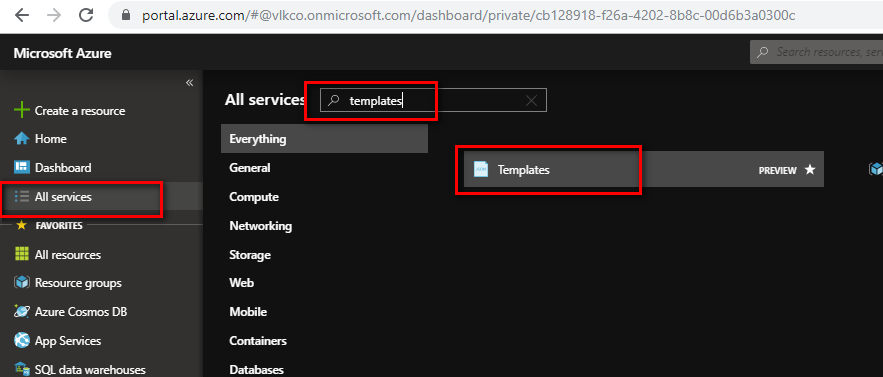 portal.azure.com/#@vlkco.onmicrosoft.com/dashboard/private/cb128918-f26a-4202-8b8c-00d6b3a0300c
Microsoft Azure
Search resources, ser
«
Create a resource
Home
Dashboard
All services
FAVORITES
All resources
Resource groups
Azure Cosmos DB
App Services
SQL data warehouses
All services
templates
Everything
General
Compute
Networking
Storage
Web
Mobile
Containers
Databases
Templates
PREVIEW